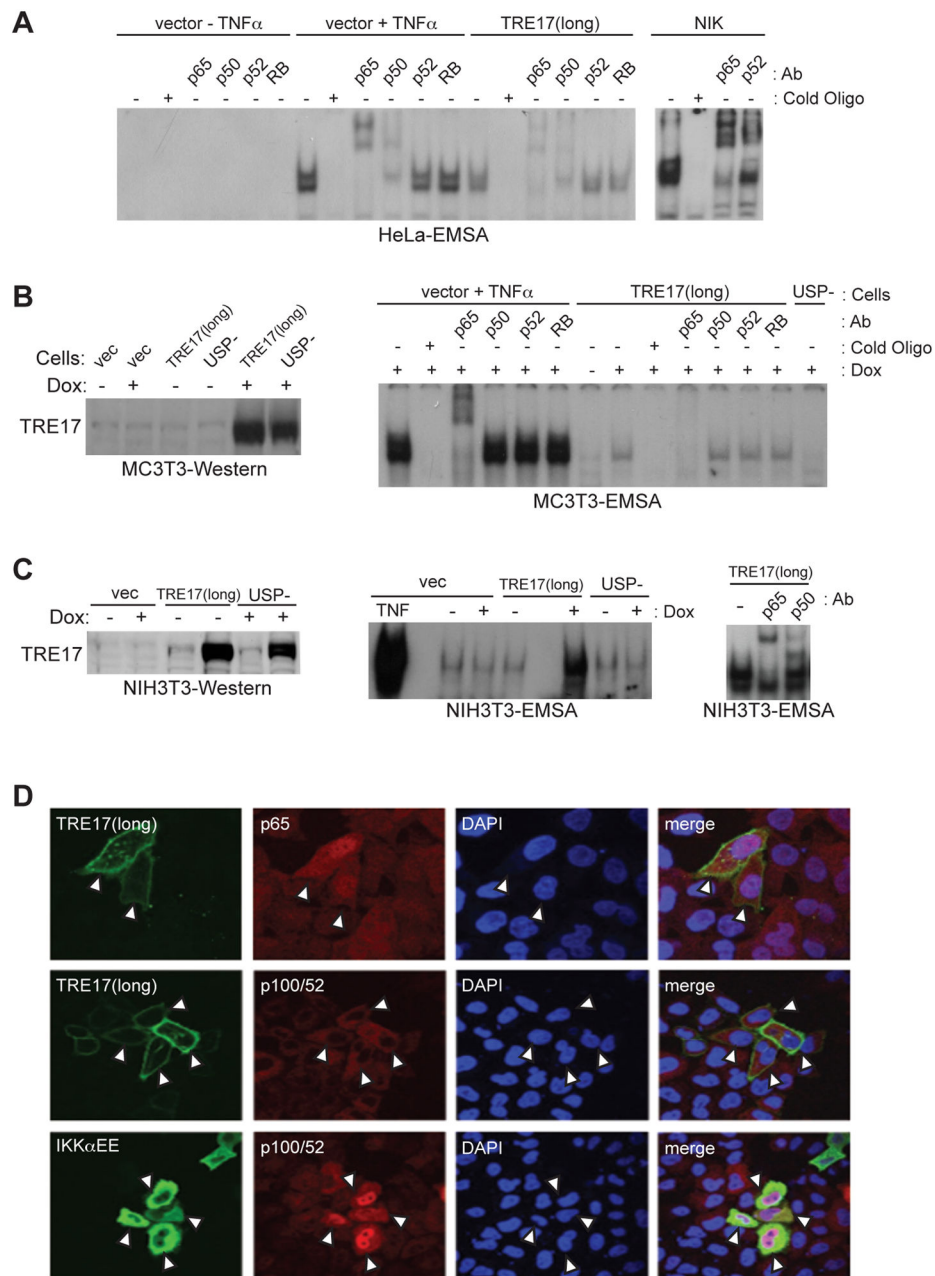 A
vector - TNFα vector + TNFα TRE17(long) NIK
p65 p50 p52 RB p65 p50 p52 RB p65 p50 p52 RB p65 p52 : Ab
- + - - - - - + - - - - - + - - - - - + - - : Cold Oligo
HeLa-EMSA
B
vector + TNFα TRE17(long) USP- : Cells
p65 p50 p52 RB p65 p50 p52 RB : Ab
- + - - - - - - + - - - - - : Cold Oligo
+ + + + + + - + + + + + + + : Dox
Cells: vec vec TRE17(long) USP- TRE17(long) USP-
Dox: - + - - + +
TRE17
MC3T3-Western
MC3T3-EMSA
C
vec TRE17(long) USP-
Dox: - + - - + +
TRE17
NIH3T3-Western
vec TRE17(long) USP-
TNF - + - + - + : Dox
NIH3T3-EMSA
TRE17(long)
- p65 p50 : Ab
NIH3T3-EMSA
D
TRE17(long) p65 DAPI merge
TRE17(long) p100/52 DAPI merge
IKKαEE p100/52 DAPI merge